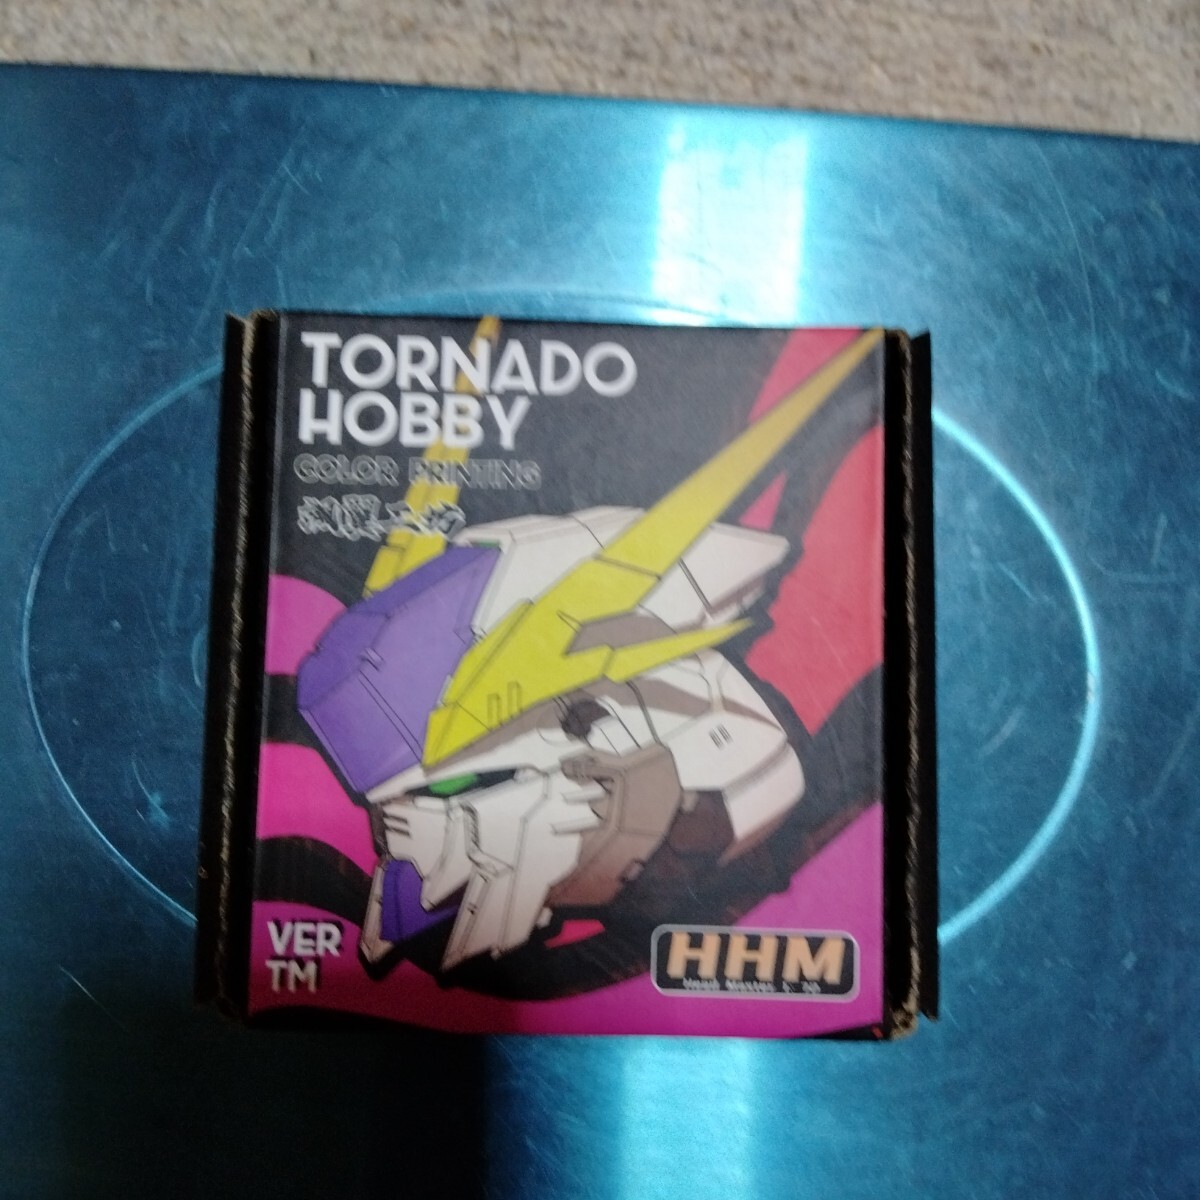 TORNADO
HOBBY
COLOR PRINTING
VER
TM
HHM